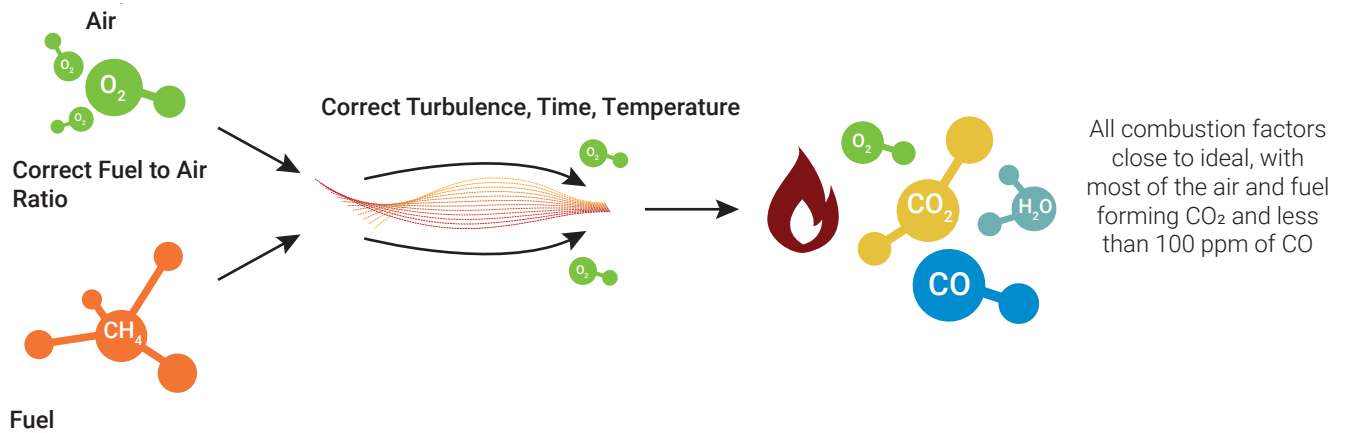 Air
O₂
O₂
O₂
Correct Fuel to Air
Ratio
CH₄
Fuel
Correct Turbulence, Time, Temperature
O₂
O₂
O₂
CO₂
H₂O
CO
All combustion factors
close to ideal, with
most of the air and fuel
forming CO₂ and less
than 100 ppm of CO